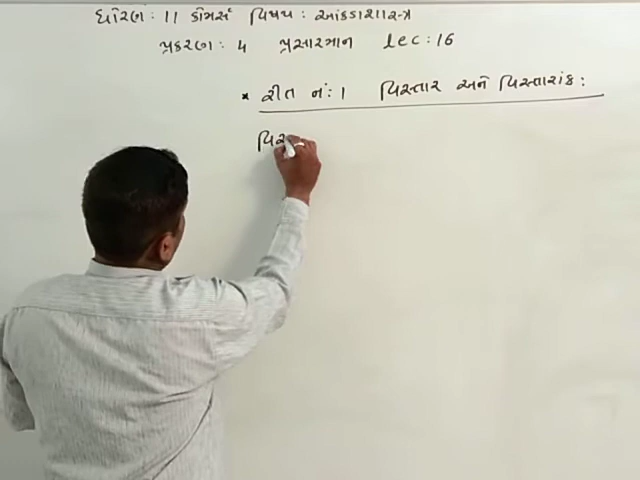 ધોરણ : 11 કોમર્સ વિષય : આંકડાશાસ્ત્ર
પ્રકરણ : 4 પ્રસારમાન lec : 16
* રીત નં : 1 વિસ્તાર અને વિસ્તારાંક :
વિસ